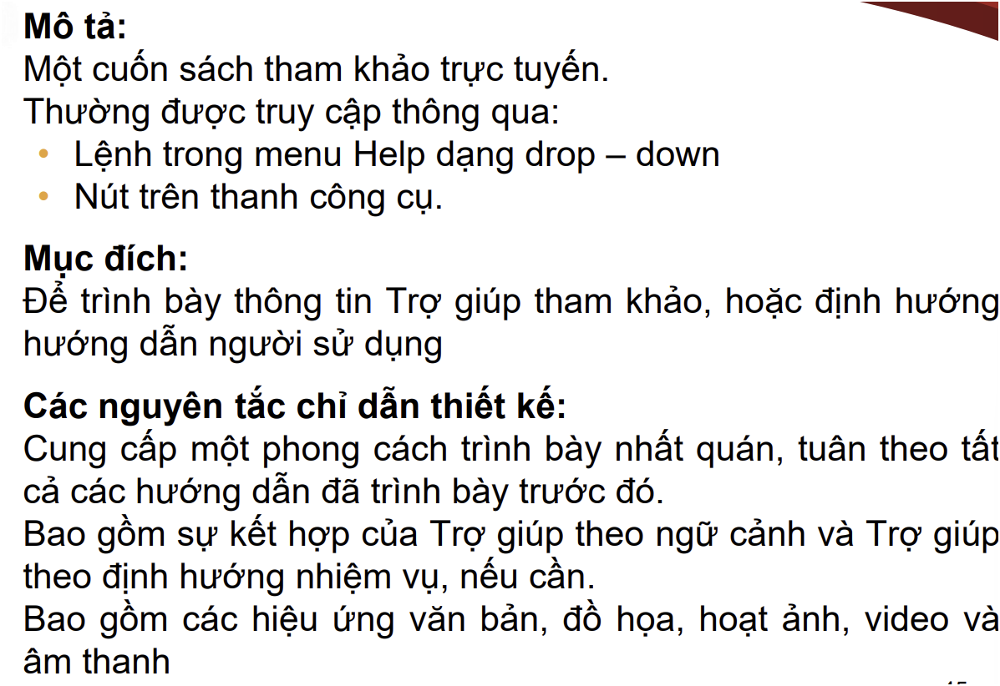 Mô tả:
Một cuốn sách tham khảo trực tuyến.
Thường được truy cập thông qua:
• Lệnh trong menu Help dạng drop – down
• Nút trên thanh công cụ.
Mục đích:
Để trình bày thông tin Trợ giúp tham khảo, hoặc định hướng
hướng dẫn người sử dụng
Các nguyên tắc chỉ dẫn thiết kế:
Cung cấp một phong cách trình bày nhất quán, tuân theo tất
cả các hướng dẫn đã trình bày trước đó.
Bao gồm sự kết hợp của Trợ giúp theo ngữ cảnh và Trợ giúp
theo định hướng nhiệm vụ, nếu cần.
Bao gồm các hiệu ứng văn bản, đồ họa, hoạt ảnh, video và
âm thanh